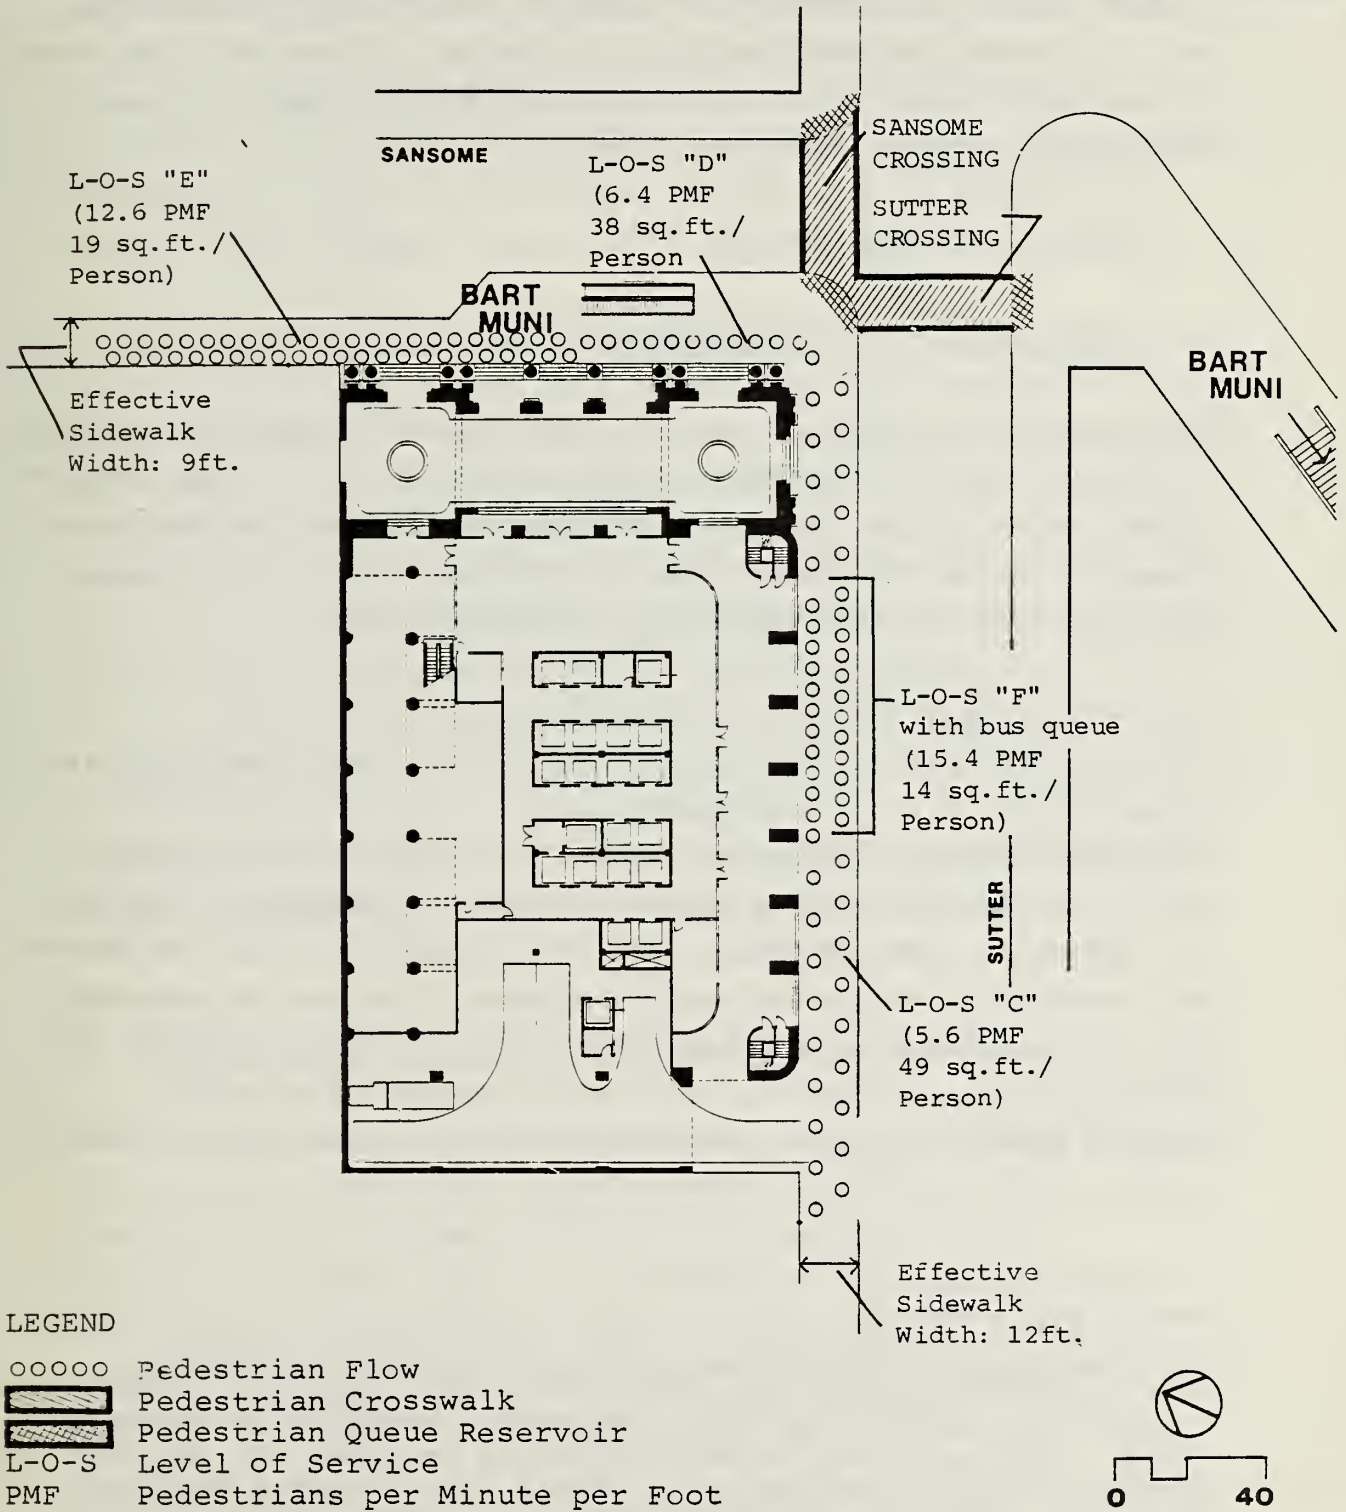 SANSOME
L-O-S "E"
(12.6 PMF
19 sq.ft./
Person)
L-O-S "D"
(6.4 PMF
38 sq.ft./
Person
SANSOME
CROSSING
SUTTER
CROSSING
BART
MUNI
BART
MUNI
Effective
Sidewalk
Width: 9ft.
L-O-S "F"
with bus queue
(15.4 PMF
14 sq.ft./
Person)
SUTTER
L-O-S "C"
(5.6 PMF
49 sq.ft./
Person)
Effective
Sidewalk
Width: 12ft.
LEGEND
Pedestrian Flow
Pedestrian Crosswalk
Pedestrian Queue Reservoir
L-O-S Level of Service
PMF Pedestrians per Minute per Foot
0 40